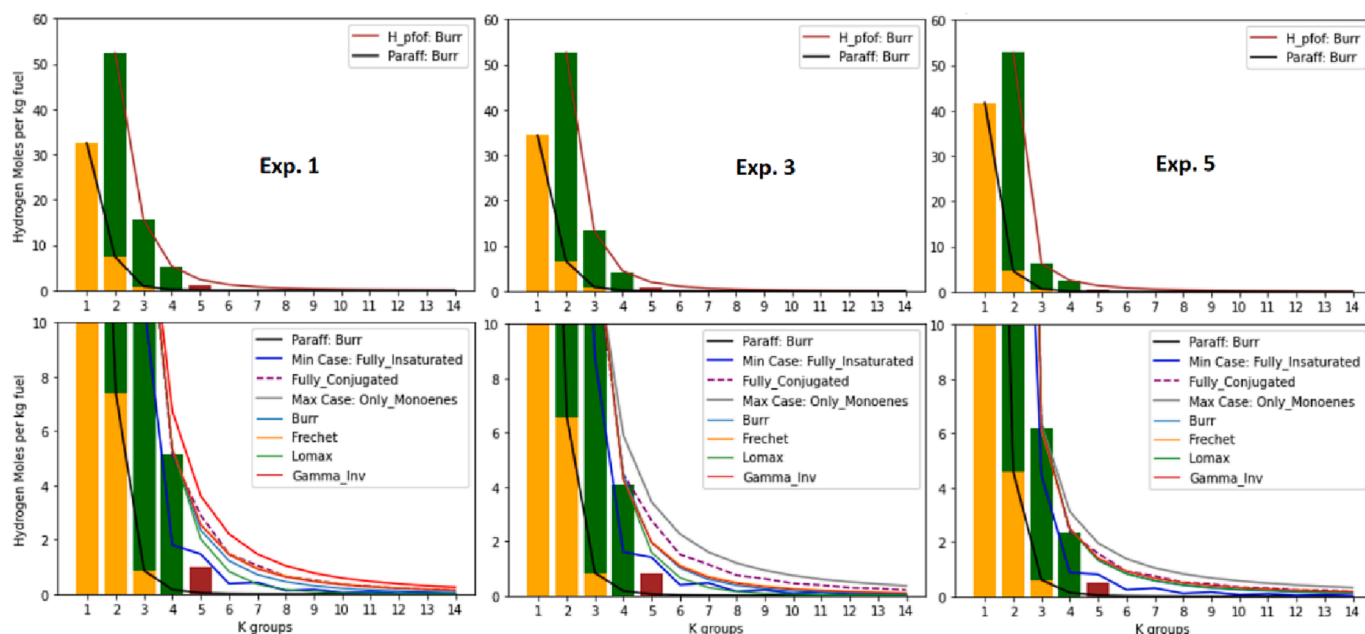 60
50
40
30
20
10
0
Hydrogen Moles per kg fuel
H_pfof: Burr
Paraff: Burr
Exp. 1
1 2 3 4 5 6 7 8 9 10 11 12 13 14
60
50
40
30
20
10
0
H_pfof: Burr
Paraff: Burr
Exp. 3
1 2 3 4 5 6 7 8 9 10 11 12 13 14
60
50
40
30
20
10
0
H_pfof: Burr
Paraff: Burr
Exp. 5
1 2 3 4 5 6 7 8 9 10 11 12 13 14
10
8
6
4
2
0
Hydrogen Moles per kg fuel
Paraff: Burr
Min Case: Fully_Insaturated
Fully_Conjugated
Max Case: Only_Monoenes
Burr
Frechet
Lomax
Gamma_Inv
1 2 3 4 5 6 7 8 9 10 11 12 13 14
K groups
10
8
6
4
2
0
Paraff: Burr
Min Case: Fully_Insaturated
Fully_Conjugated
Max Case: Only_Monoenes
Burr
Frechet
Lomax
Gamma_Inv
1 2 3 4 5 6 7 8 9 10 11 12 13 14
K groups
10
8
6
4
2
0
Paraff: Burr
Min Case: Fully_Insaturated
Fully_Conjugated
Max Case: Only_Monoenes
Burr
Frechet
Lomax
Gamma_Inv
1 2 3 4 5 6 7 8 9 10 11 12 13 14
K groups